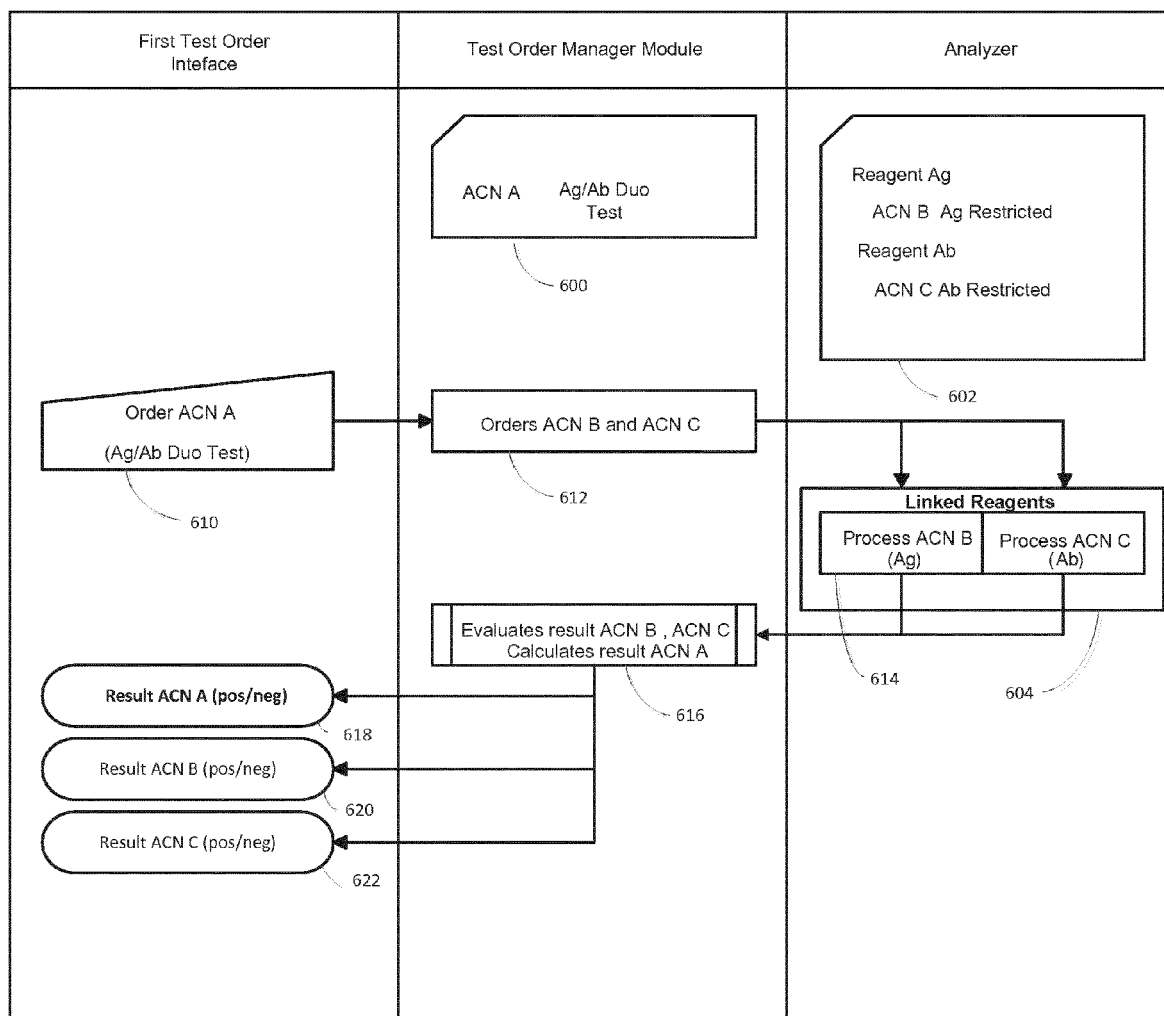 First Test Order
Inteface
Test Order Manager Module
Analyzer
ACN A
Ag/Ab Duo
Test
600
Reagent Ag
ACN B Ag Restricted
Reagent Ab
ACN C Ab Restricted
602
Order ACN A
(Ag/Ab Duo Test)
610
Orders ACN B and ACN C
612
Linked Reagents
Process ACN B
(Ag)
Process ACN C
(Ab)
614
604
Evaluates result ACN B , ACN C
Calculates result ACN A
616
Result ACN A (pos/neg)
618
Result ACN B (pos/neg)
620
Result ACN C (pos/neg)
622